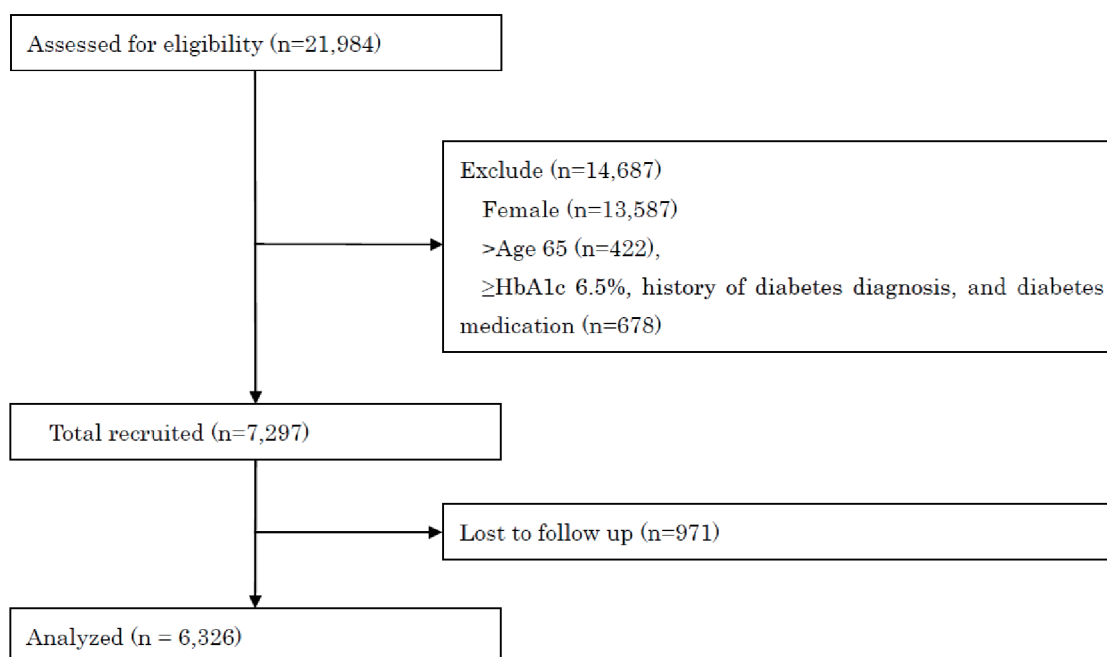 Assessed for eligibility (n=21,984)
Exclude (n=14,687)
Female (n=13,587)
>Age 65 (n=422),
≥HbA1c 6.5%, history of diabetes diagnosis, and diabetes
medication (n=678)
Total recruited (n=7,297)
Lost to follow up (n=971)
Analyzed (n = 6,326)